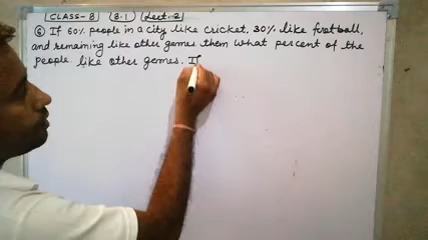 CLASS-8 8.1 Lect.2
⑥ If 60% people in a city like cricket, 30% like football,
and remaining like other games them what percent of the
people like other games. If